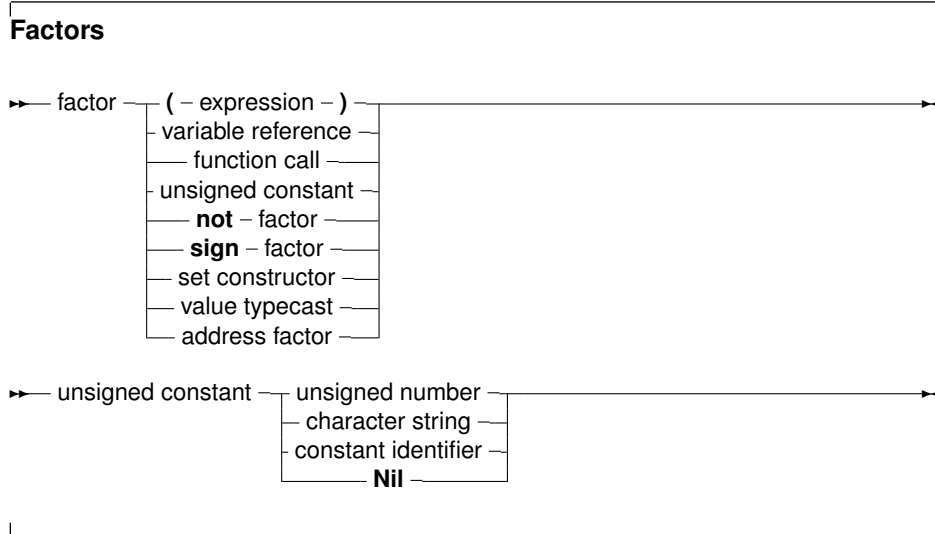 Factors
factor ( expression )
variable reference
function call
unsigned constant
not factor
sign factor
set constructor
value typecast
address factor
unsigned constant unsigned number
character string
constant identifier
Nil